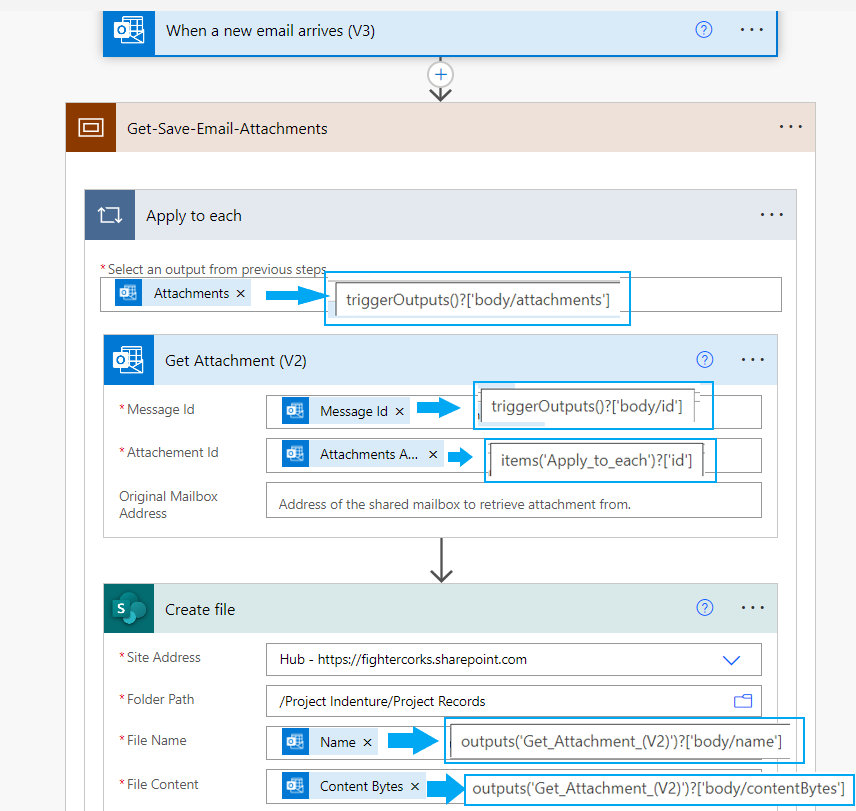 When a new email arrives (V3)
Get-Save-Email-Attachments
Apply to each
* Select an output from previous steps
Attachments × triggerOutputs()?['body/attachments']
Get Attachment (V2)
* Message Id Message Id × triggerOutputs()?['body/id']
* Attachement Id Attachments A... × items('Apply_to_each')?['id']
Original Mailbox
Address
Address of the shared mailbox to retrieve attachment from.
S Create file
* Site Address Hub - https://fightercorks.sharepoint.com
* Folder Path /Project Indenture/Project Records
* File Name Name × outputs('Get_Attachment_(V2)')?['body/name']
* File Content Content Bytes × outputs('Get_Attachment_(V2)')?['body/contentBytes']